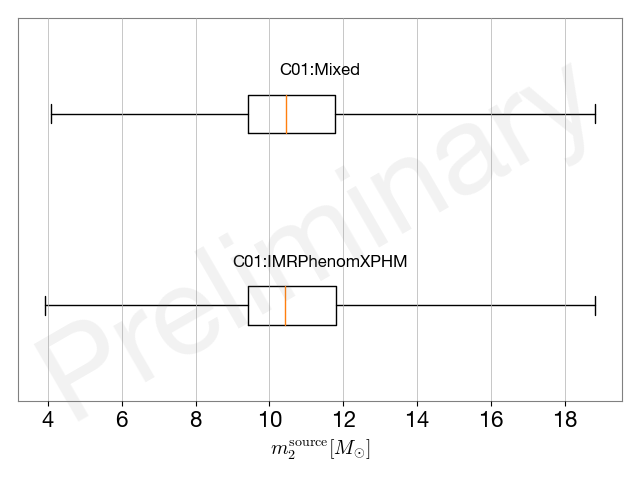 C01:Mixed
Preliminary
C01:IMRPhenomXPHM
4 6 8 10 12 14 16 18
m₂^source [M☉]